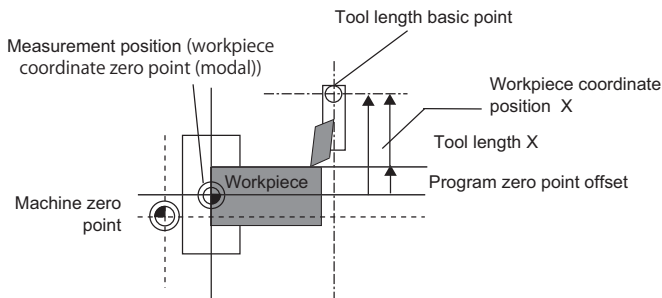 Tool length basic point
Measurement position (workpiece
coordinate zero point (modal))
Workpiece coordinate
position X
Tool length X
Workpiece
Program zero point offset
Machine zero
point